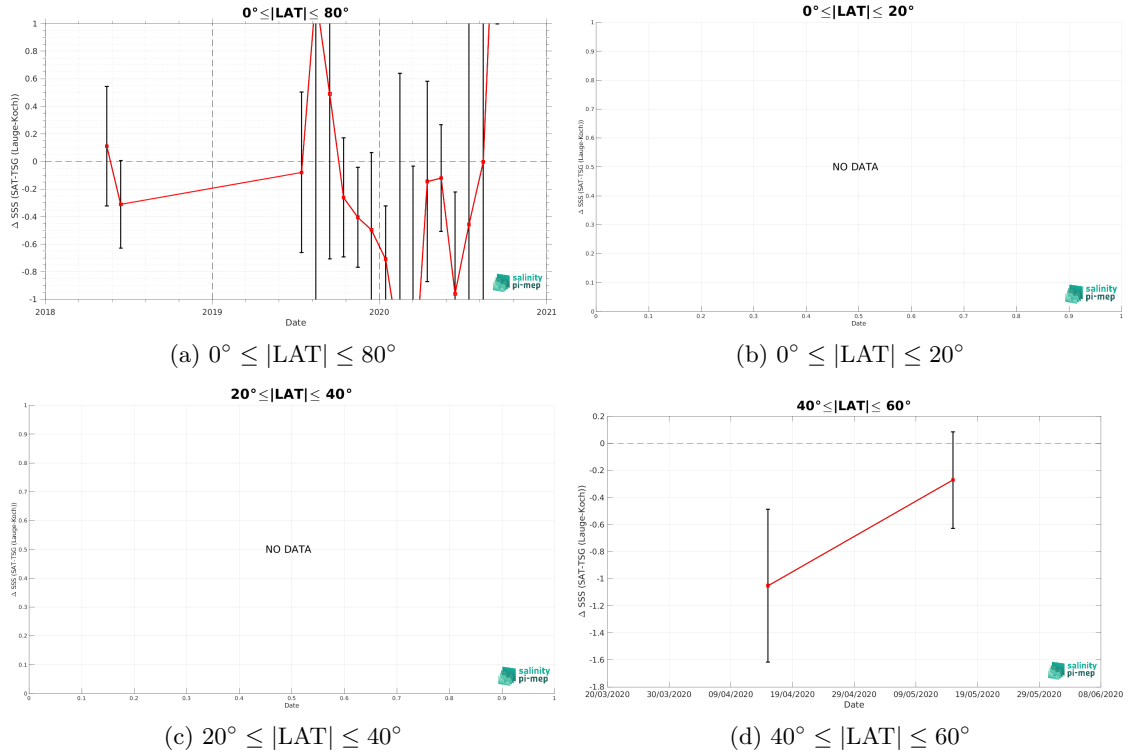 0°≤|LAT|≤ 80°
1
0.8
0.6
0.4
0.2
0
-0.2
-0.4
-0.6
-0.8
-1
Δ SSS (SAT-TSG (Lauge-Koch))
2018
2019
2020
2021
Date
salinity
pi-mep
(a) 0° ≤ |LAT| ≤ 80°
0°≤|LAT|≤ 20°
1
0.9
0.8
0.7
0.6
0.5
0.4
0.3
0.2
0.1
0
Δ SSS (SAT-TSG (Lauge-Koch))
NO DATA
0 0.1 0.2 0.3 0.4 0.5 0.6 0.7 0.8 0.9 1
Date
salinity
pi-mep
(b) 0° ≤ |LAT| ≤ 20°
20°≤|LAT|≤ 40°
1
0.9
0.8
0.7
0.6
0.5
0.4
0.3
0.2
0.1
0
Δ SSS (SAT-TSG (Lauge-Koch))
NO DATA
0 0.1 0.2 0.3 0.4 0.5 0.6 0.7 0.8 0.9 1
Date
salinity
pi-mep
(c) 20° ≤ |LAT| ≤ 40°
40°≤|LAT|≤ 60°
0.2
0
-0.2
-0.4
-0.6
-0.8
-1
-1.2
-1.4
-1.6
-1.8
Δ SSS (SAT-TSG (Lauge-Koch))
20/03/2020 30/03/2020 09/04/2020 19/04/2020 29/04/2020 09/05/2020 19/05/2020 29/05/2020 08/06/2020
Date
salinity
pi-mep
(d) 40° ≤ |LAT| ≤ 60°